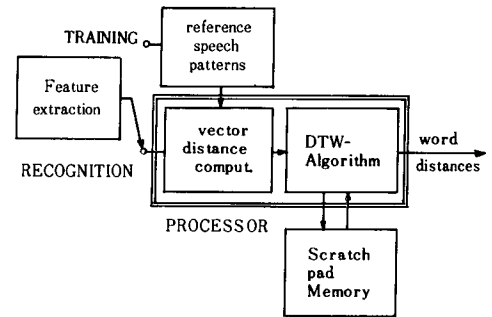 TRAINING
reference
speech
patterns
Feature
extraction
RECOGNITION
vector
distance
comput.
DTW-
Algorithm
word
distances
PROCESSOR
Scratch
pad
Memory